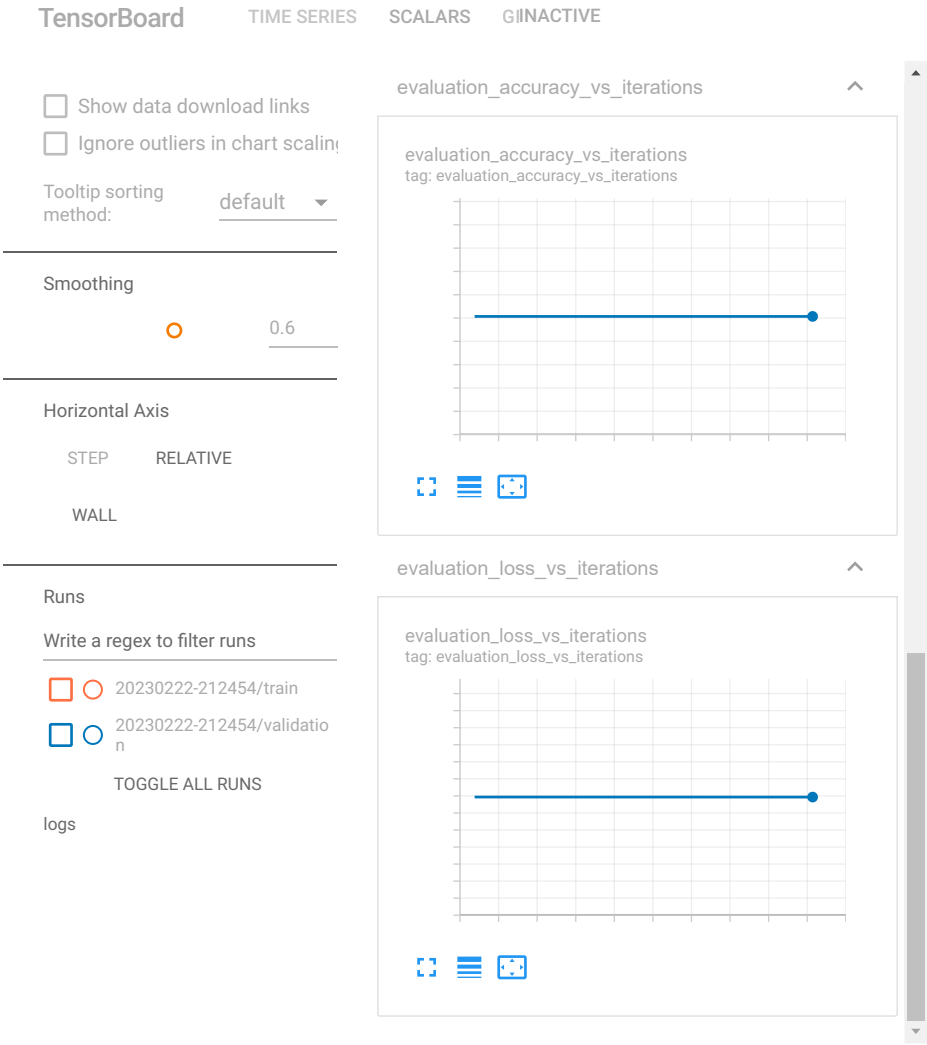 TensorBoard
TIME SERIES SCALARS INACTIVE
Show data download links
Ignore outliers in chart scaling
Tooltip sorting
method:
default
Smoothing
0.6
Horizontal Axis
STEP RELATIVE
WALL
Runs
Write a regex to filter runs
20230222-212454/train
20230222-212454/validatio
n
TOGGLE ALL RUNS
logs
evaluation_accuracy_vs_iterations
evaluation_accuracy_vs_iterations
tag: evaluation_accuracy_vs_iterations
evaluation_loss_vs_iterations
evaluation_loss_vs_iterations
tag: evaluation_loss_vs_iterations